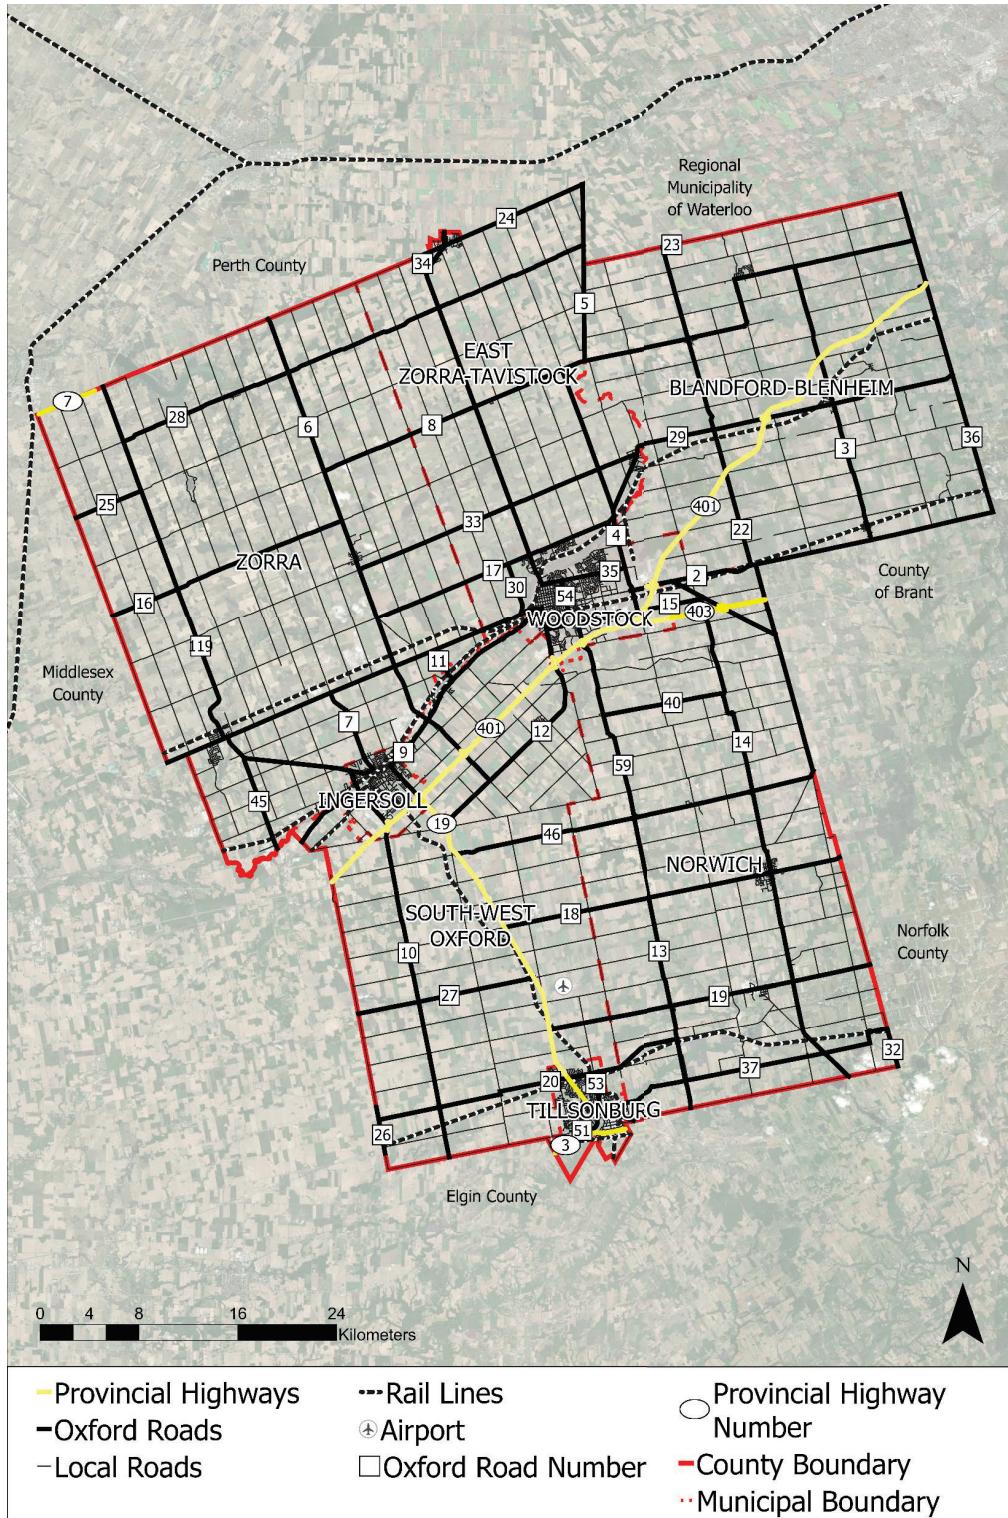 Regional
Municipality
of Waterloo
24
23
34
Perth County
5
EAST
ZORRA-TAVISTOCK
BLANDFORD-BLENHEIM
7
28
6
8
29
3
36
25
401
33
4
22
ZORRA
17
35
2
County
of Brant
30
16
54
15
403
WOODSTOCK
119
11
Middlesex
County
40
7
401
12
14
9
59
INGERSOLL
45
19
46
NORWICH
SOUTH-WEST
OXFORD
18
Norfolk
County
10
13
27
19
32
20
53
37
TILLSONBURG
26
51
3
Elgin County
N
0 4 8 16 24
Kilometers
Provincial Highways
Oxford Roads
Local Roads
Rail Lines
Airport
Oxford Road Number
Provincial Highway
Number
County Boundary
Municipal Boundary